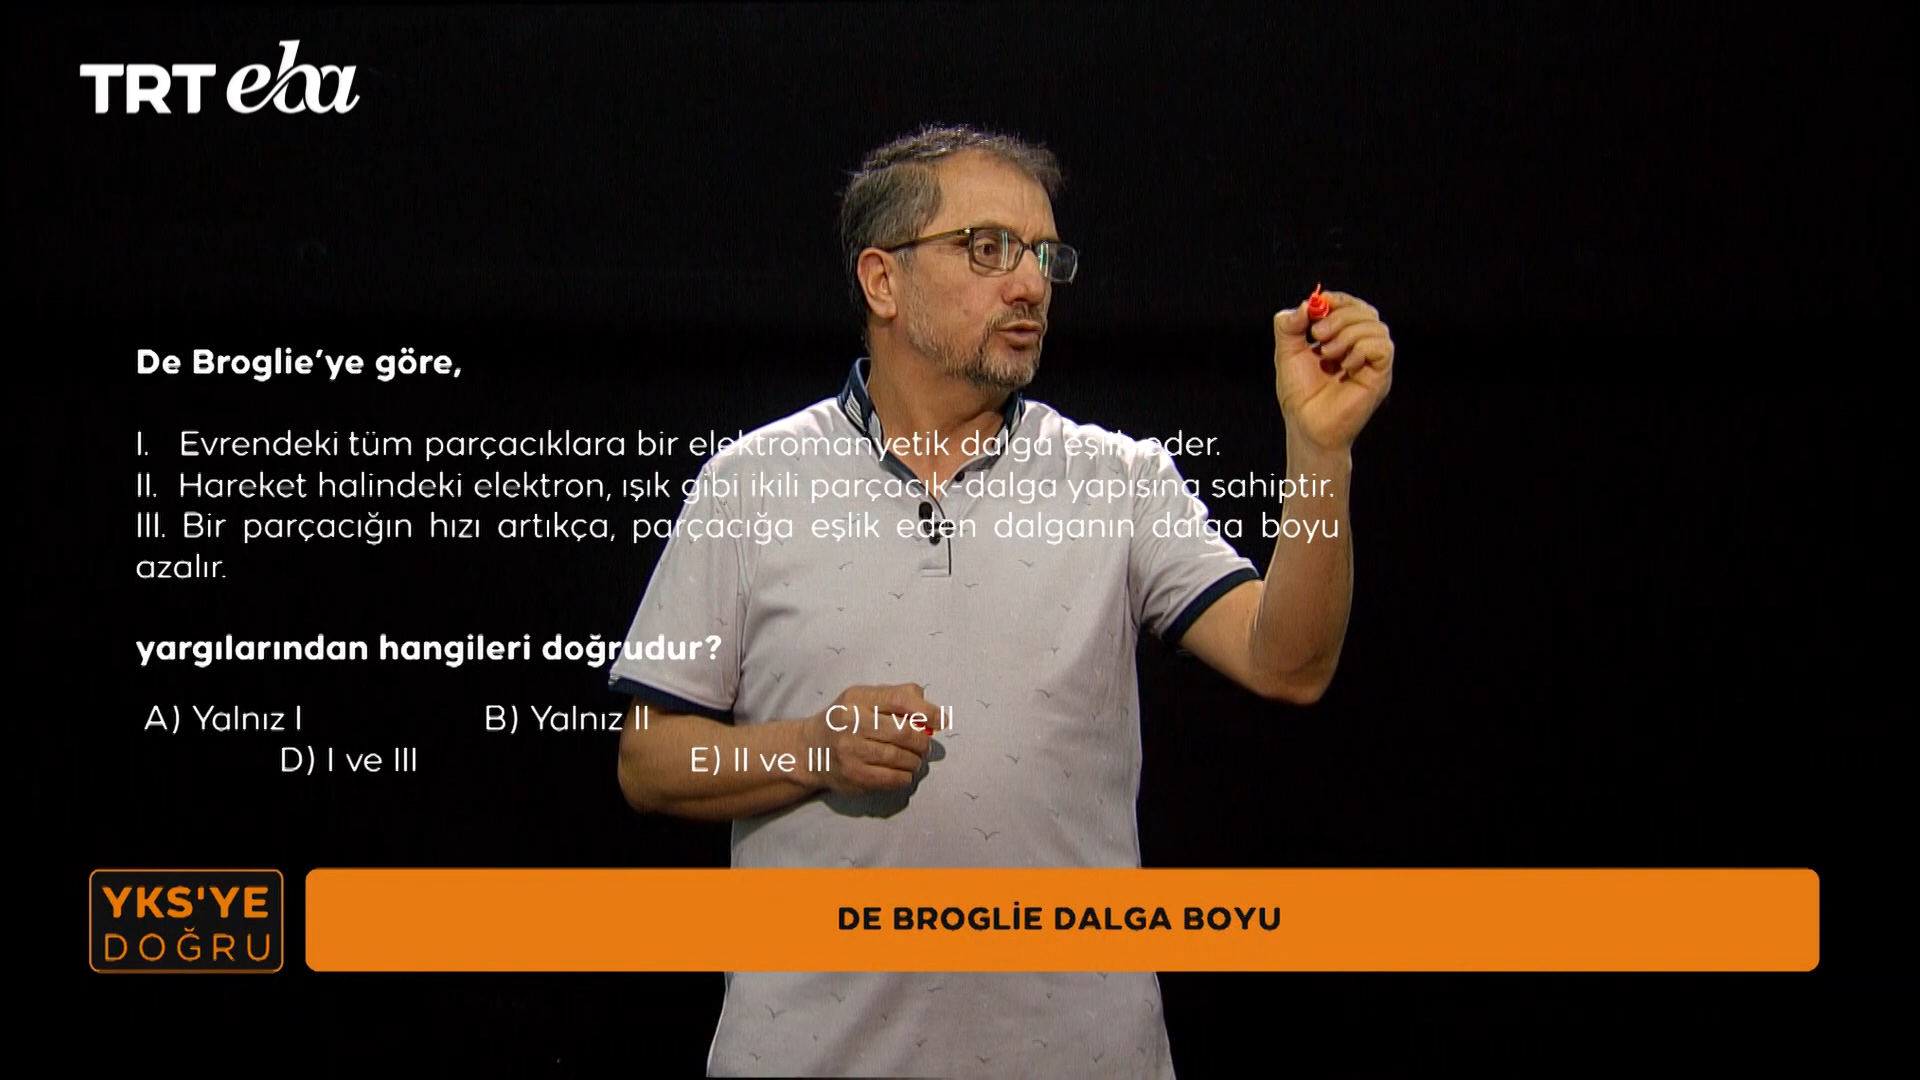 TRT eba
De Broglie'ye göre,
I. Evrendeki tüm parçacıklara bir elektromanyetik dalga eşlik eder.
II. Hareket halindeki elektron, ışık gibi ikili parçacık-dalga yapısına sahiptir.
III. Bir parçacığın hızı artıkça, parçacığa eşlik eden dalganın dalga boyu
azalır.
yargılarından hangileri doğrudur?
A) Yalnız I B) Yalnız II C) I ve II
D) I ve III E) II ve III
YKS'YE
DOĞRU
DE BROGLİE DALGA BOYU